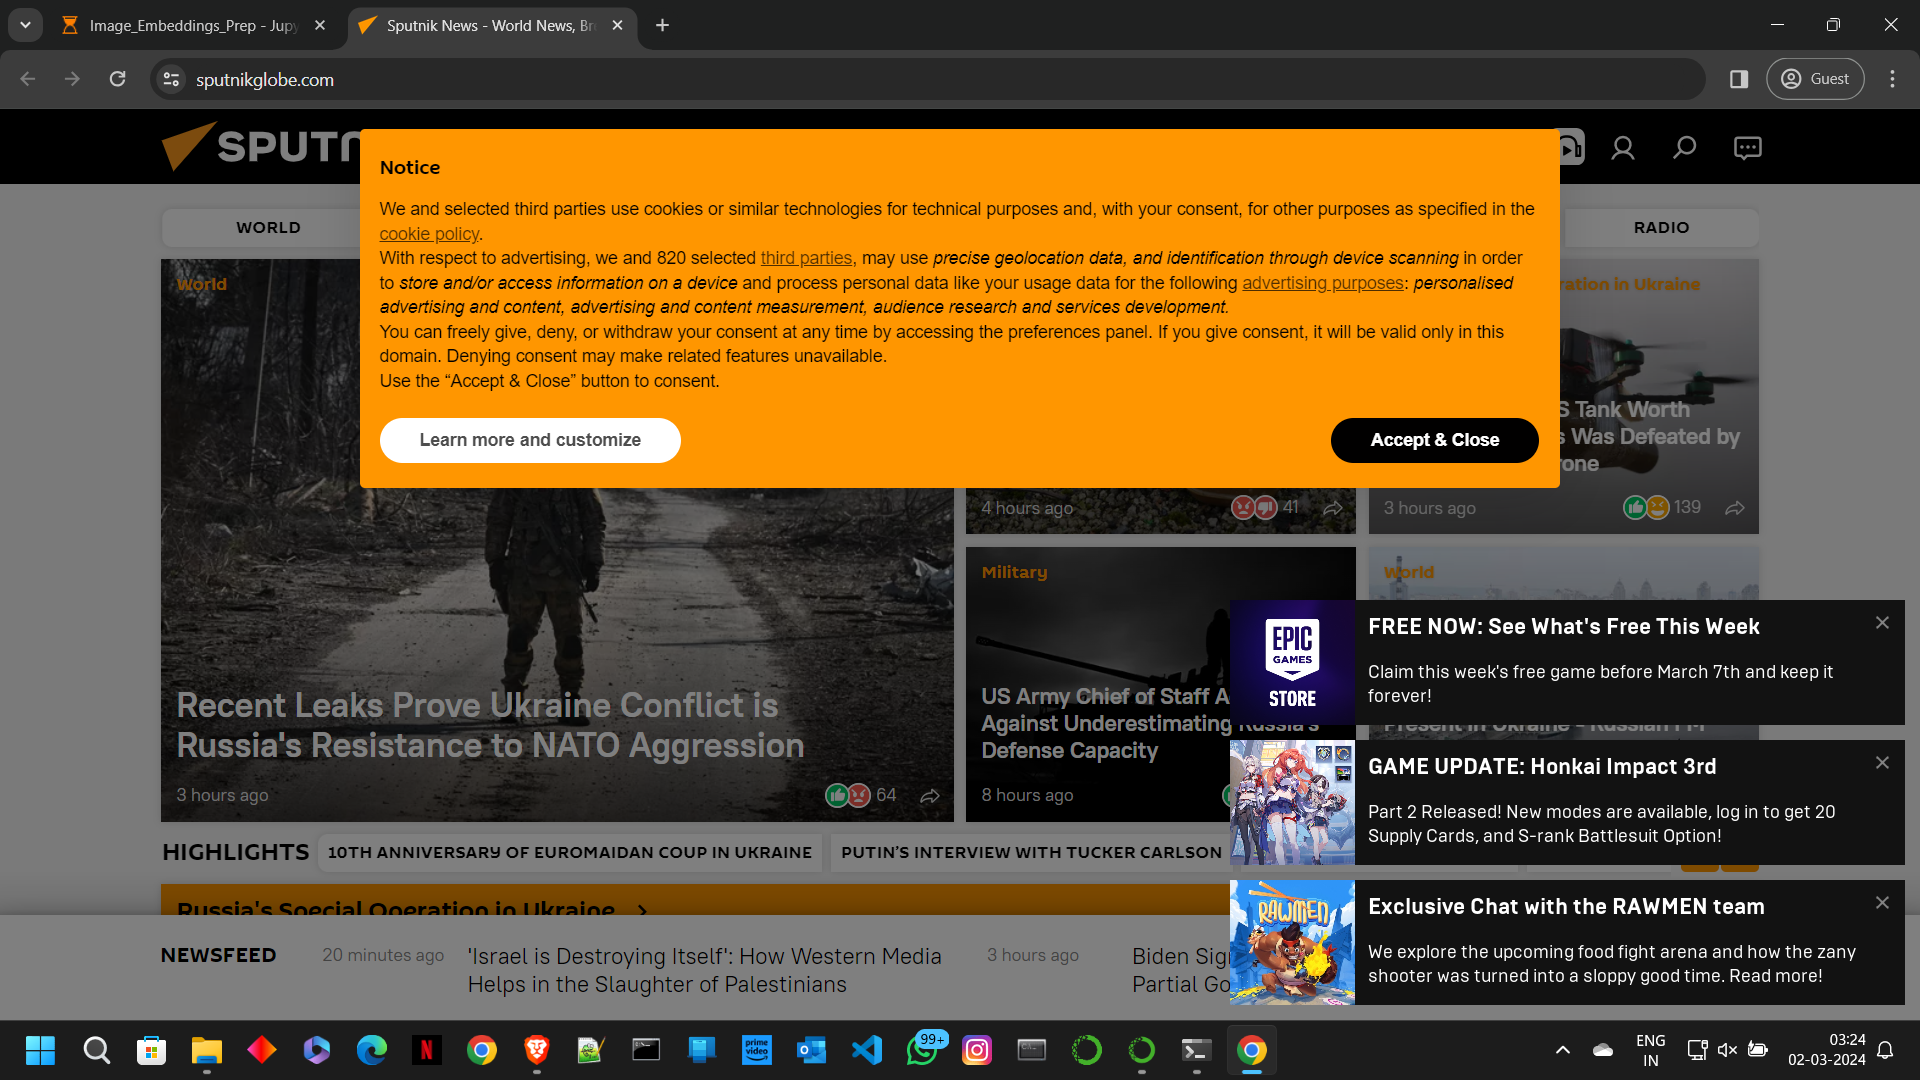 Image_Embeddings_Prep - Jupy
Sputnik News - World News, Bre
sputnikglobe.com
Guest
SPUTN
Notice
We and selected third parties use cookies or similar technologies for technical purposes and, with your consent, for other purposes as specified in the
cookie policy.
With respect to advertising, we and 820 selected third parties, may use precise geolocation data, and identification through device scanning in order
to store and/or access information on a device and process personal data like your usage data for the following advertising purposes: personalised
advertising and content, advertising and content measurement, audience research and services development.
You can freely give, deny, or withdraw your consent at any time by accessing the preferences panel. If you give consent, it will be valid only in this
domain. Denying consent may make related features unavailable.
Use the “Accept & Close” button to consent.
Learn more and customize
Accept & Close
WORLD
RADIO
World
ration in Ukraine
S Tank Worth
s Was Defeated by
rone
4 hours ago
41
3 hours ago
139
Military
World
US Army Chief of Staff A
Against Underestimating Russia's
Defense Capacity
8 hours ago
Present in Ukraine - Russian FM
Recent Leaks Prove Ukraine Conflict is
Russia's Resistance to NATO Aggression
3 hours ago
64
EPIC
GAMES
STORE
FREE NOW: See What's Free This Week
Claim this week's free game before March 7th and keep it
forever!
GAME UPDATE: Honkai Impact 3rd
Part 2 Released! New modes are available, log in to get 20
Supply Cards, and S-rank Battlesuit Option!
RAWMEN
Exclusive Chat with the RAWMEN team
We explore the upcoming food fight arena and how the zany
shooter was turned into a sloppy good time. Read more!
HIGHLIGHTS
10TH ANNIVERSARY OF EUROMAIDAN COUP IN UKRAINE
PUTIN'S INTERVIEW WITH TUCKER CARLSON
Russia's Special Operation in Ukraine
NEWSFEED
20 minutes ago
'Israel is Destroying Itself': How Western Media
Helps in the Slaughter of Palestinians
3 hours ago
Biden Sig
Partial Go
N
prime
video
99+
ENG
IN
03:24
02-03-2024